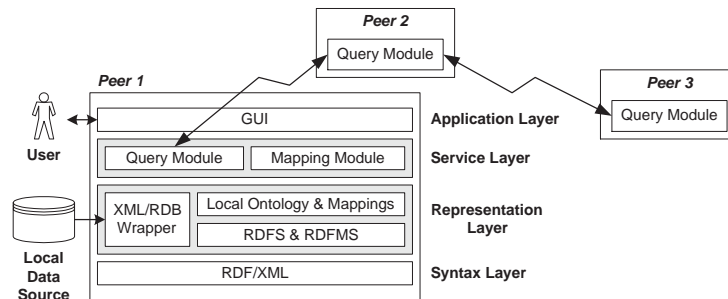 Peer 2
Query Module
Peer 1
Peer 3
Query Module
GUI
Application Layer
User
Query Module
Mapping Module
Service Layer
XML/RDB
Wrapper
Local Ontology & Mappings
RDFS & RDFMS
Representation
Layer
Local
Data
Source
RDF/XML
Syntax Layer